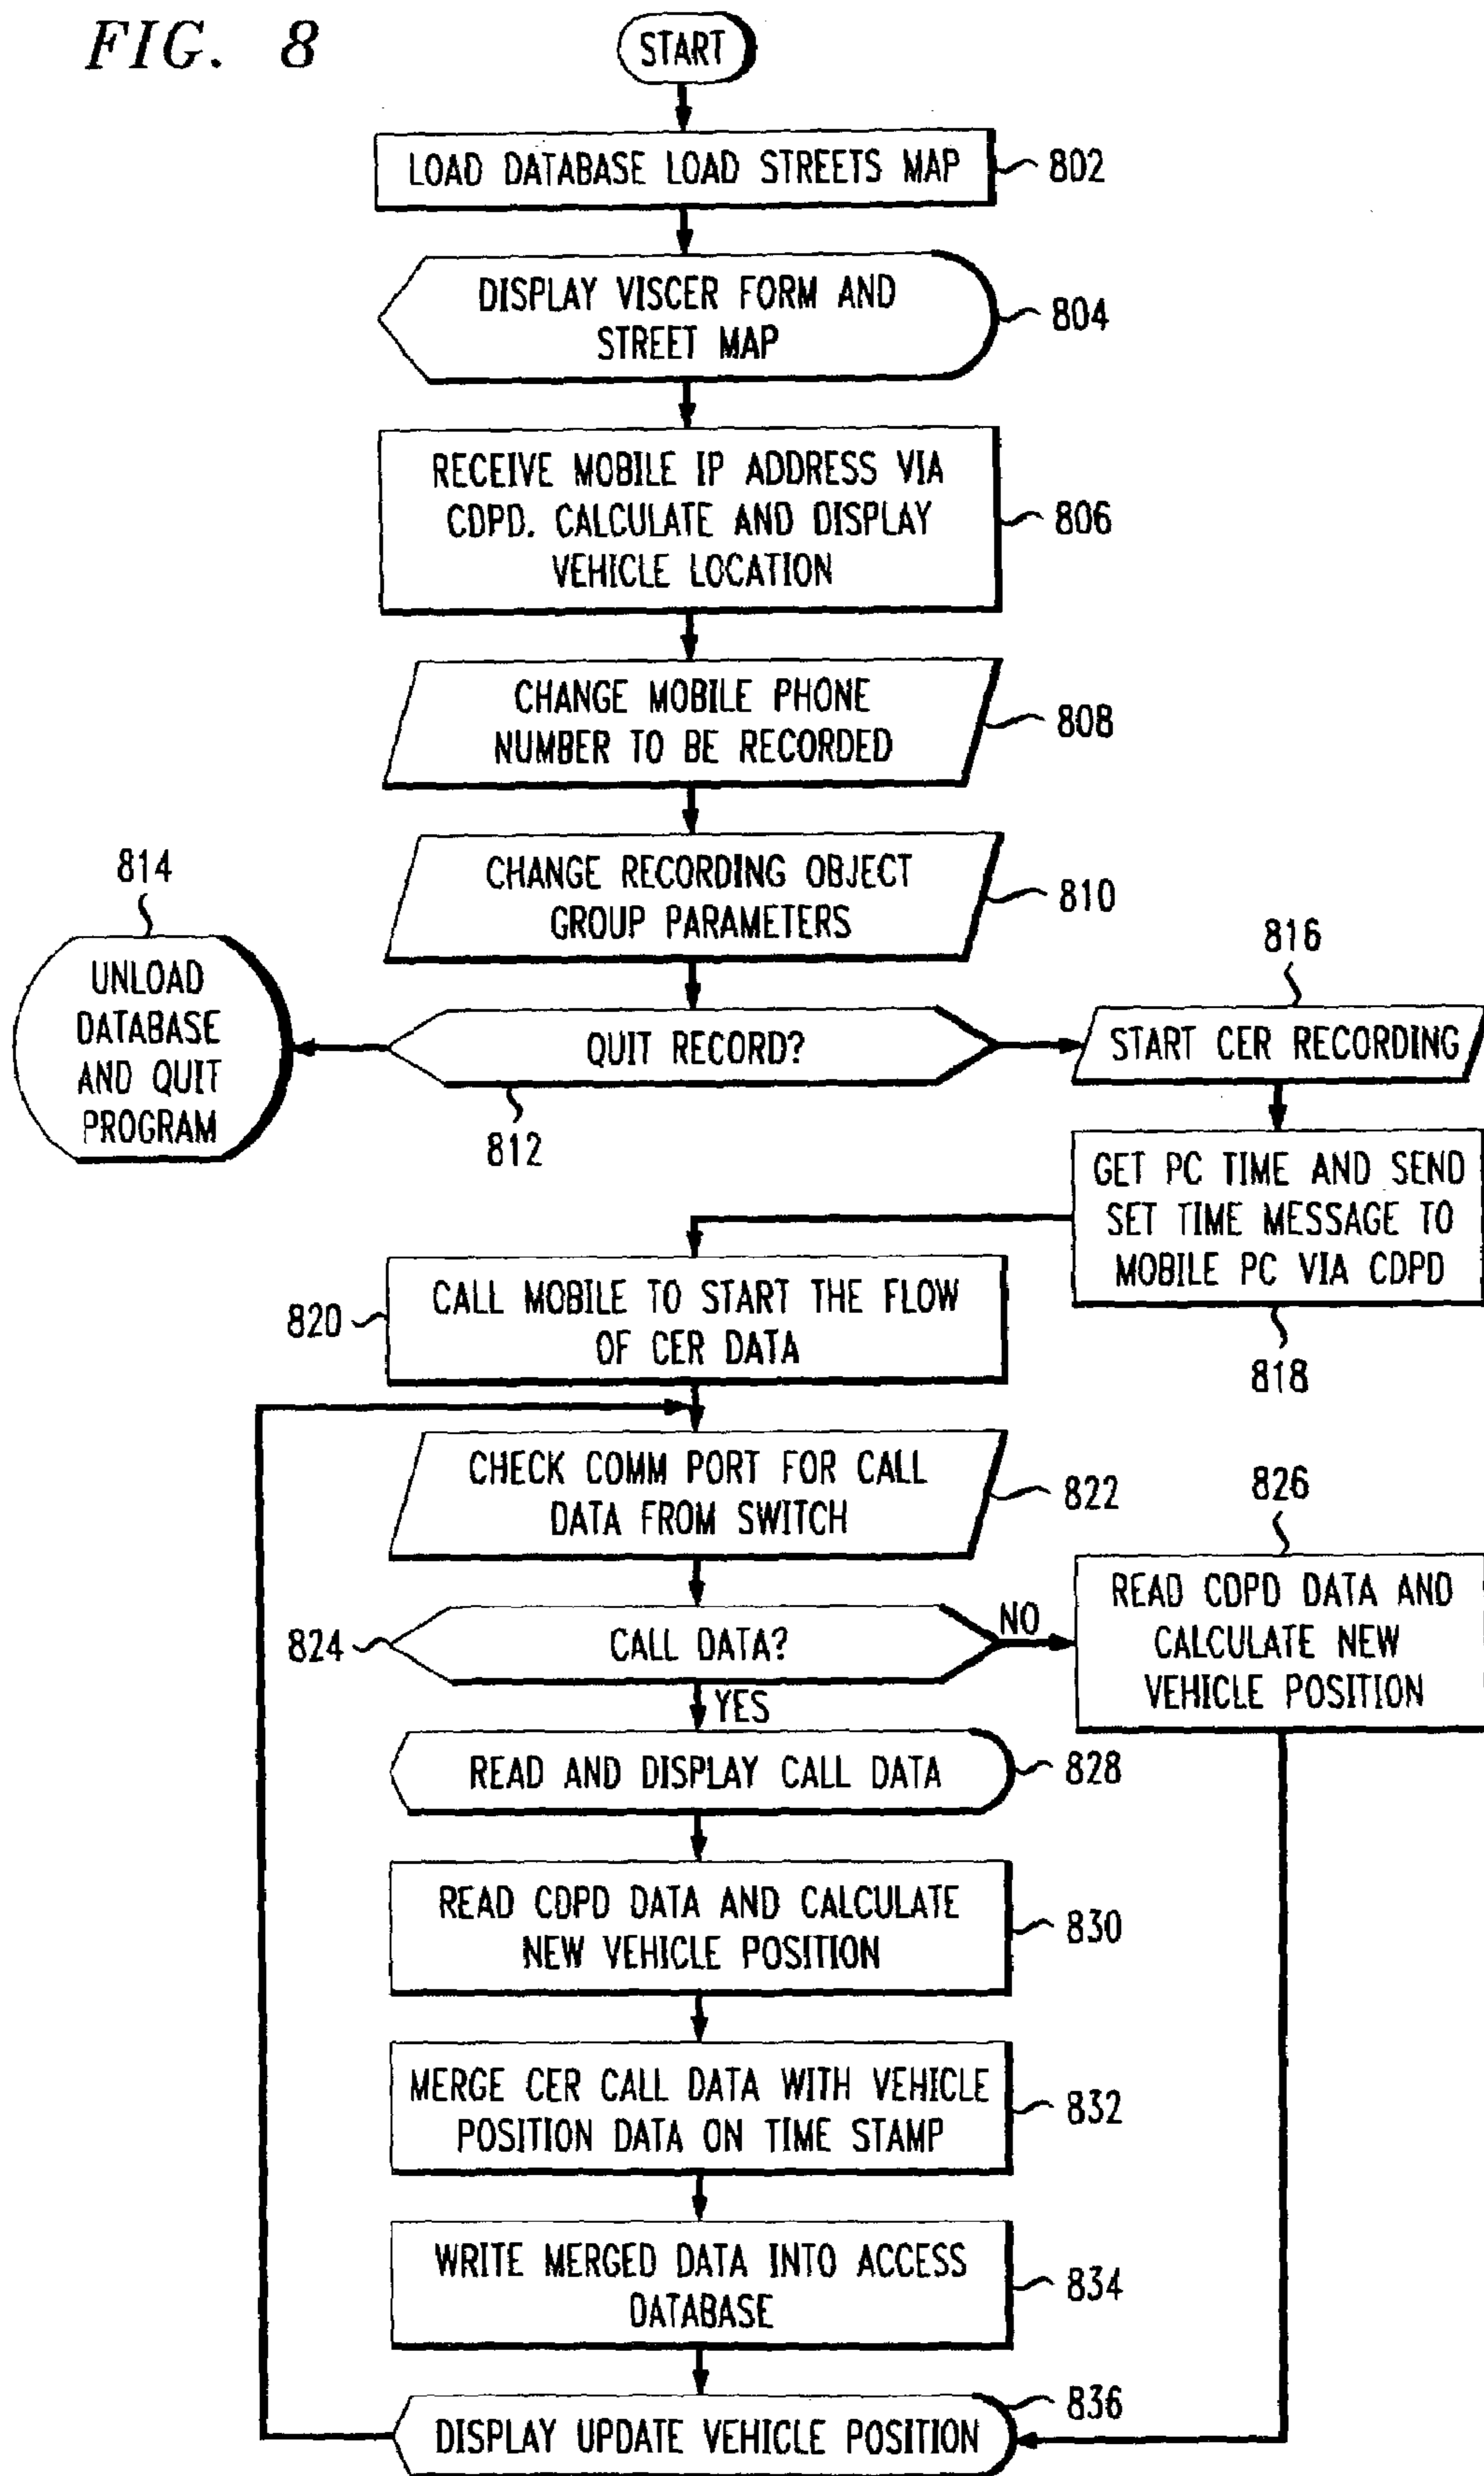 FIG. 8
START
LOAD DATABASE LOAD STREETS MAP
802
DISPLAY VISCER FORM AND
STREET MAP
804
RECEIVE MOBILE IP ADDRESS VIA
CDPD. CALCULATE AND DISPLAY
VEHICLE LOCATION
806
CHANGE MOBILE PHONE
NUMBER TO BE RECORDED
808
CHANGE RECORDING OBJECT
GROUP PARAMETERS
810
814
UNLOAD
DATABASE
AND QUIT
PROGRAM
QUIT RECORD?
812
816
START CER RECORDING
GET PC TIME AND SEND
SET TIME MESSAGE TO
MOBILE PC VIA CDPD
818
820
CALL MOBILE TO START THE FLOW
OF CER DATA
CHECK COMM PORT FOR CALL
DATA FROM SWITCH
822
824
CALL DATA?
NO
826
READ CDPD DATA AND
CALCULATE NEW
VEHICLE POSITION
YES
READ AND DISPLAY CALL DATA
828
READ CDPD DATA AND CALCULATE
NEW VEHICLE POSITION
830
MERGE CER CALL DATA WITH VEHICLE
POSITION DATA ON TIME STAMP
832
WRITE MERGED DATA INTO ACCESS
DATABASE
834
DISPLAY UPDATE VEHICLE POSITION
836